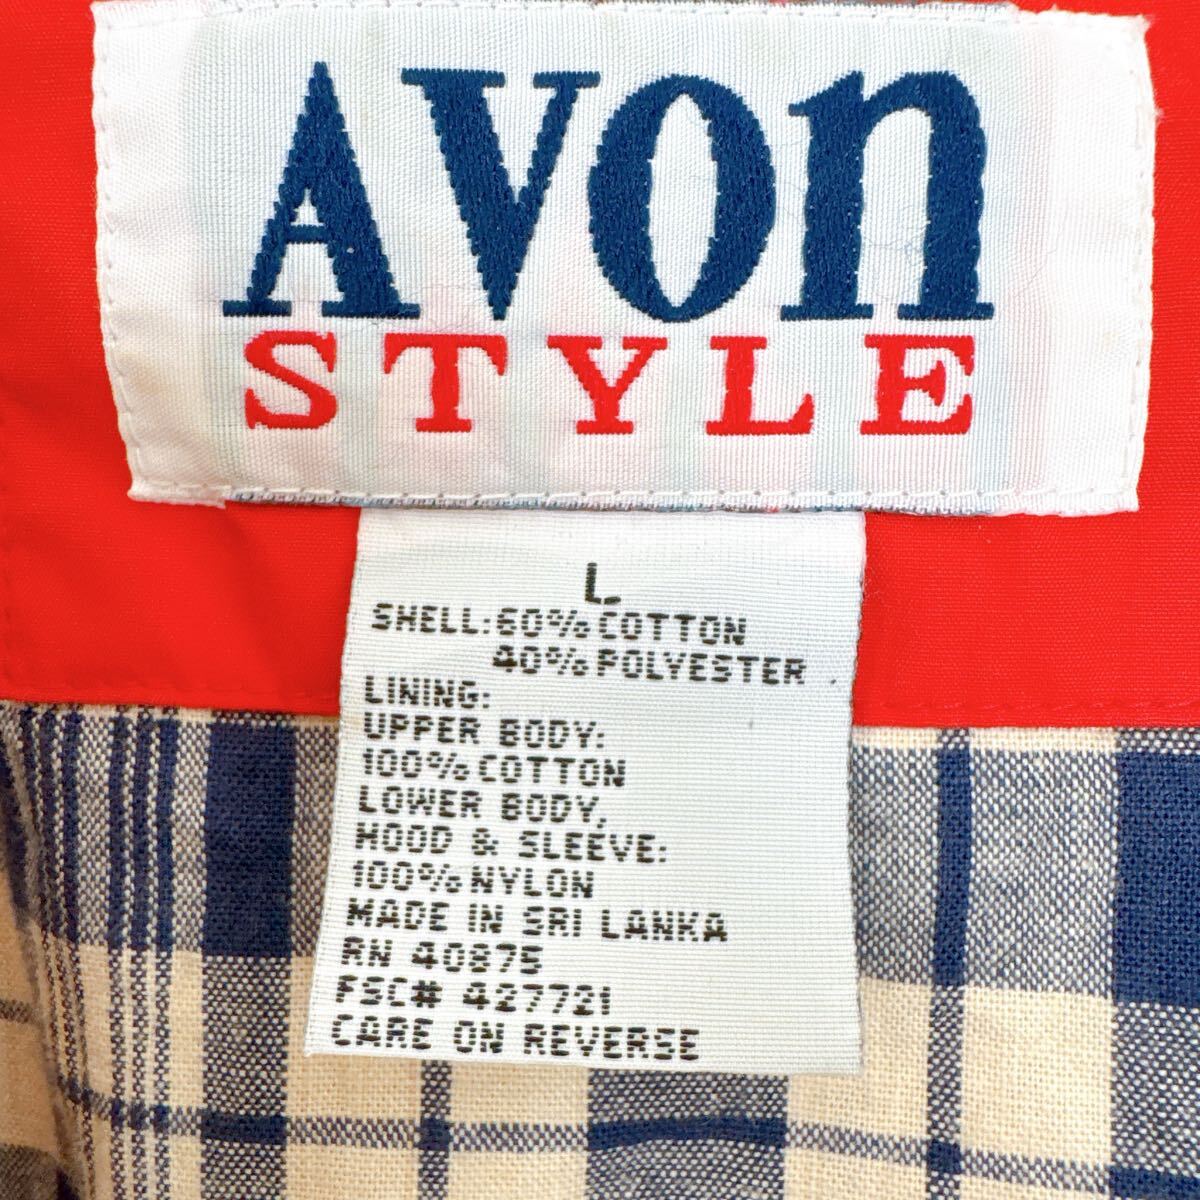 AVON
STYLE
L
SHELL: 60% COTTON
40% POLYESTER
LINING:
UPPER BODY:
100% COTTON
LOWER BODY,
HOOD & SLEEVE:
100% NYLON
MADE IN SRI LANKA
RN 40875
FSC# 427721
CARE ON REVERSE